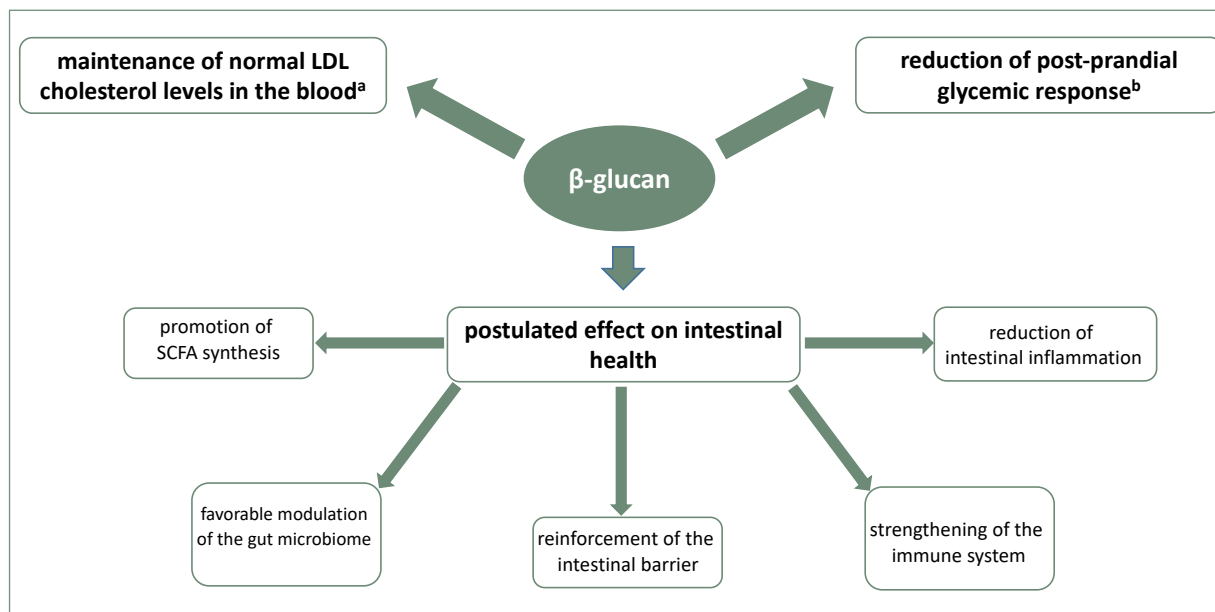 maintenance of normal LDL
cholesterol levels in the bloodᵃ
reduction of post-prandial
glycemic responseᵇ
β-glucan
promotion of
SCFA synthesis
postulated effect on intestinal
health
reduction of
intestinal inflammation
favorable modulation
of the gut microbiome
reinforcement of the
intestinal barrier
strengthening of the
immune system